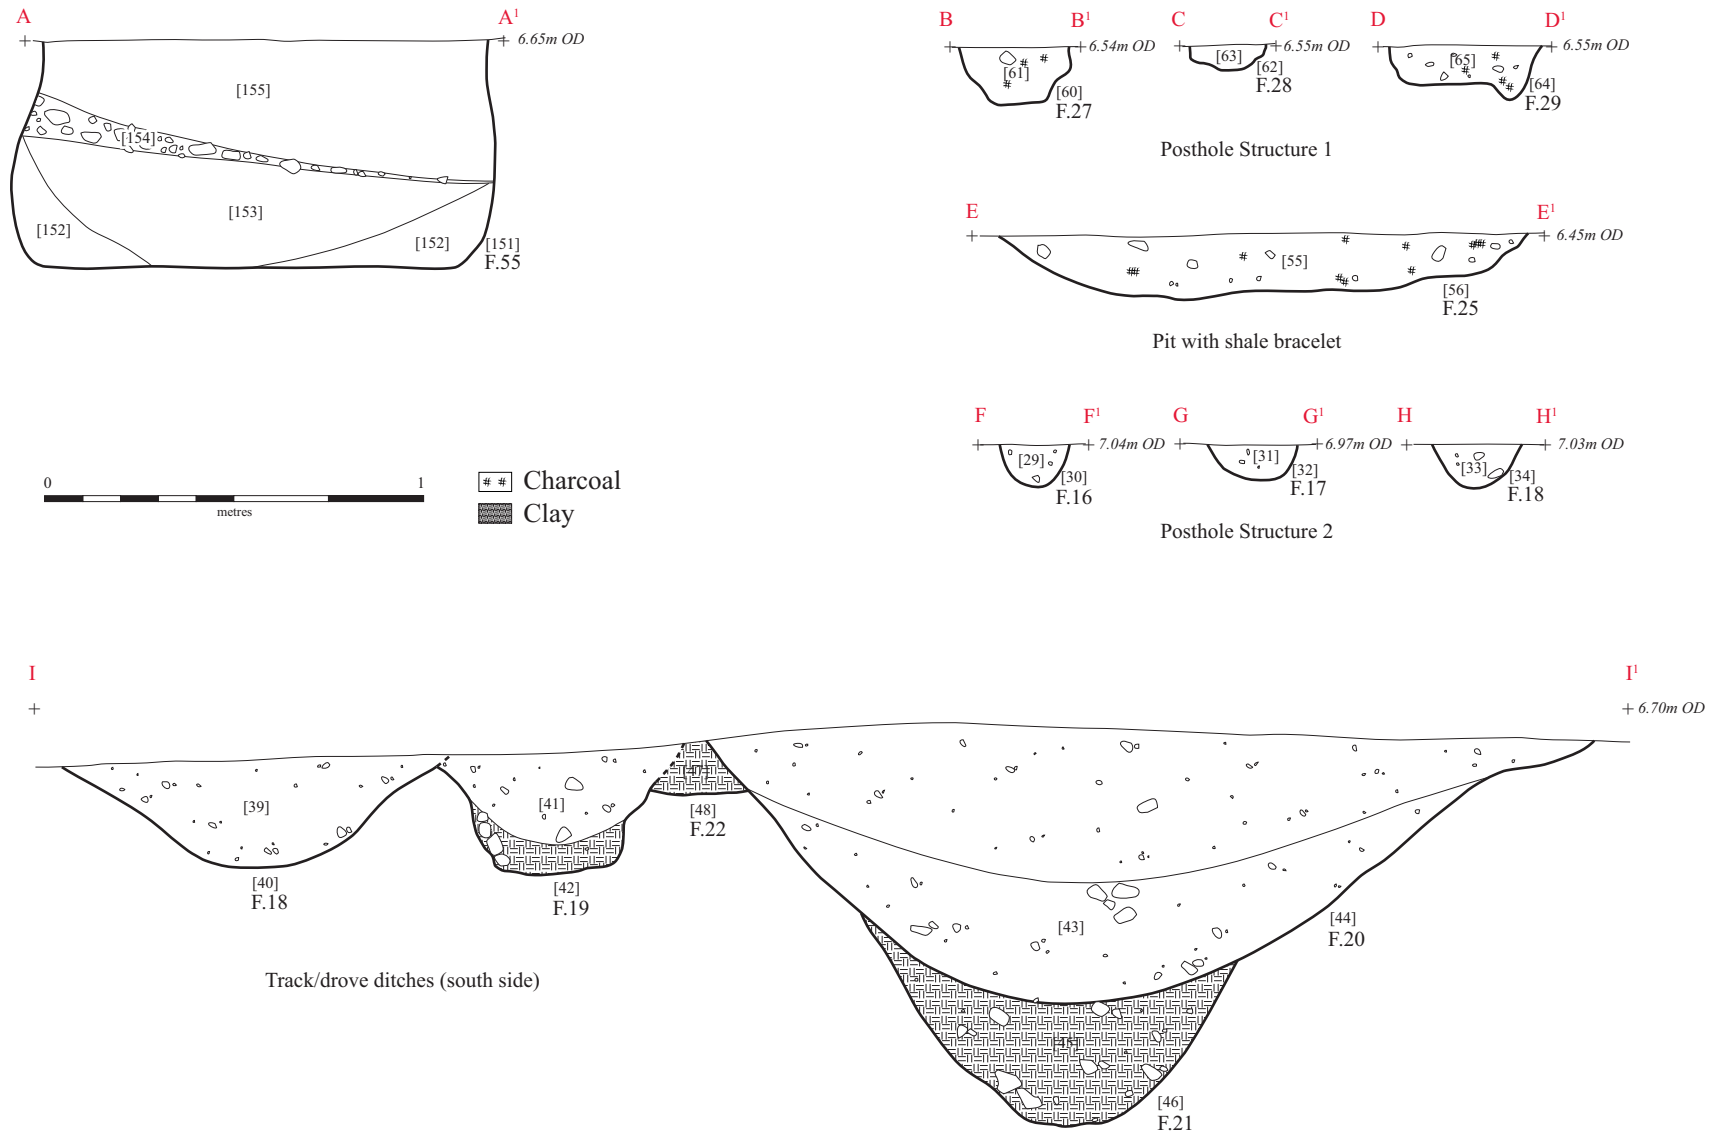 A A¹
6.65m OD
[155]
[154]
[153]
[152]
[152]
[151]
F.55
B B¹ C C¹ D D¹
6.54m OD 6.55m OD 6.55m OD
[61] [63] [65]
[60] [62] [64]
F.27 F.28 F.29
Posthole Structure 1
E E¹
6.45m OD
[55]
[56]
F.25
Pit with shale bracelet
F F¹ G G¹ H H¹
7.04m OD 6.97m OD 7.03m OD
[29] [31] [33]
[30] [32] [34]
F.16 F.17 F.18
Posthole Structure 2
0 1
metres
Charcoal
Clay
I I¹
6.70m OD
[39]
[40]
F.18
[41]
[42]
F.19
[47]
[48]
F.22
[43]
[44]
F.20
[45]
[46]
F.21
Track/drove ditches (south side)